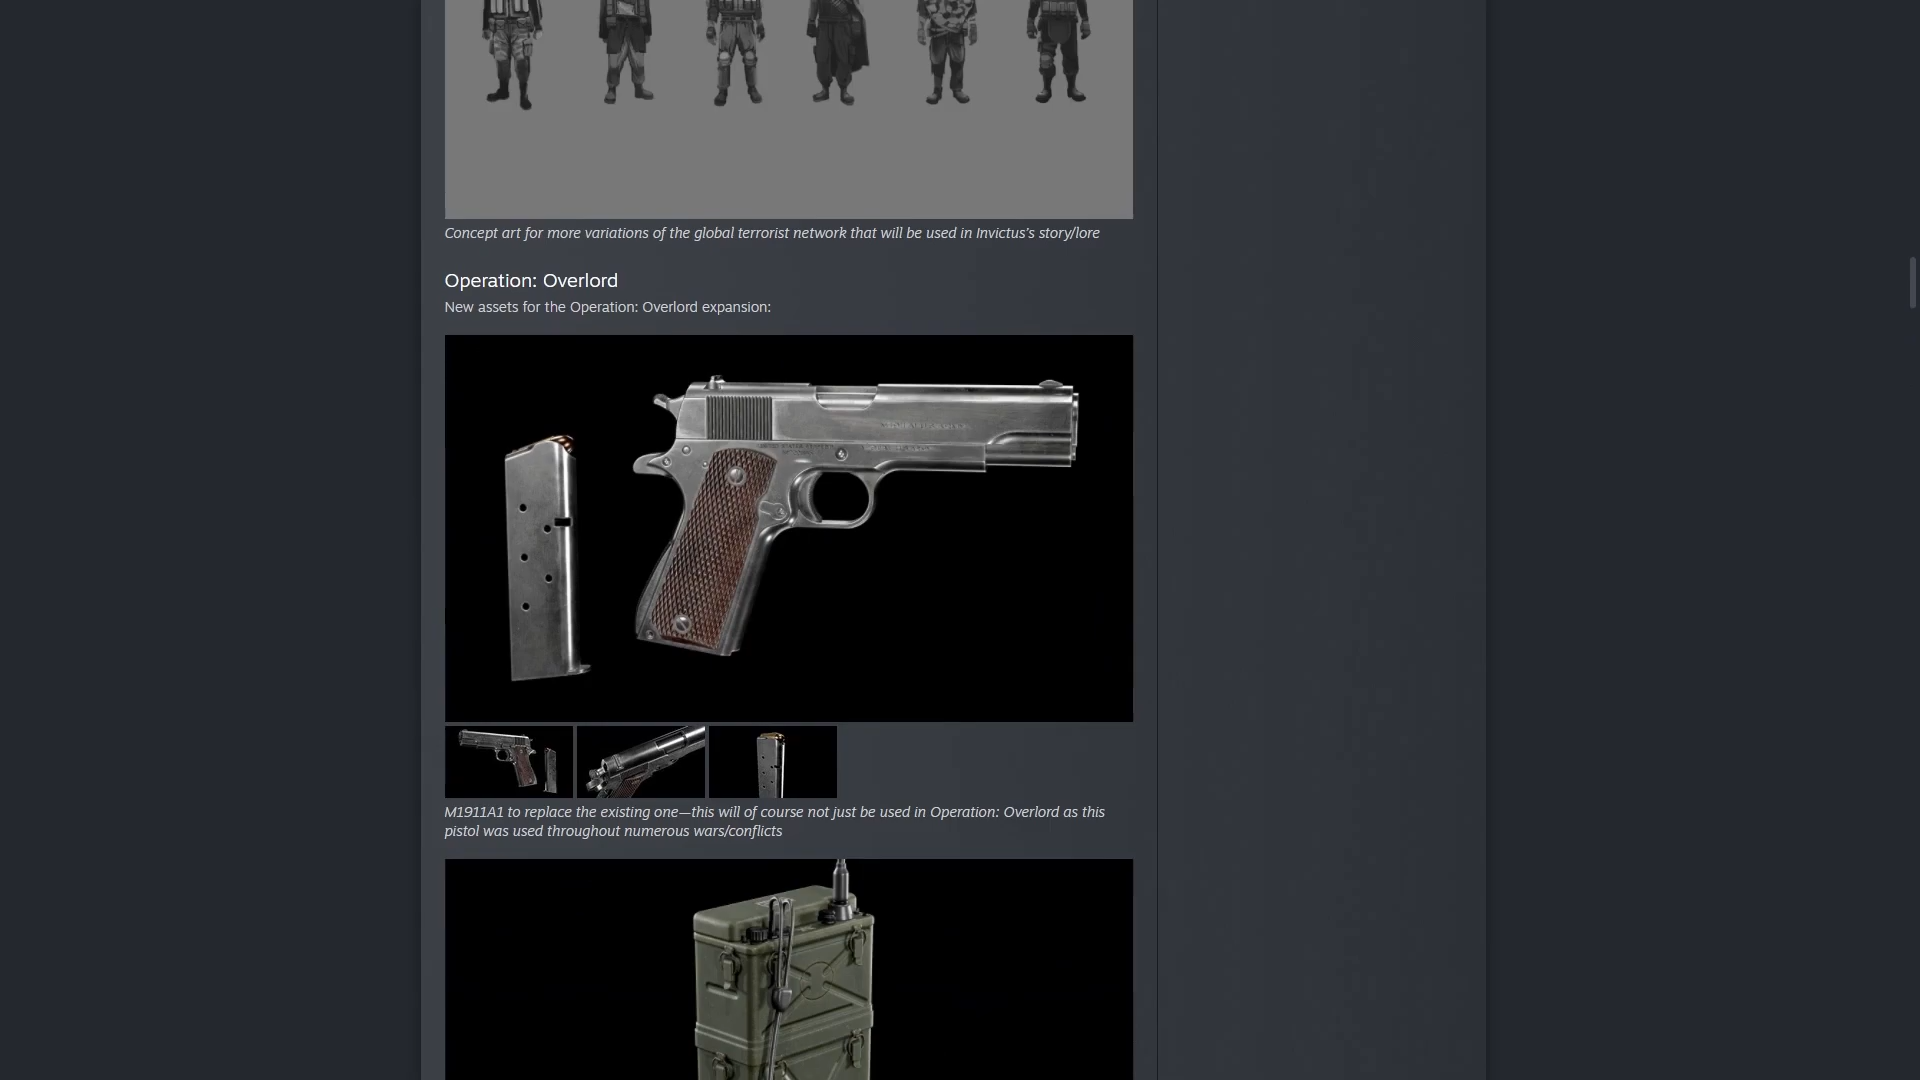 Concept art for more variations of the global terrorist network that will be used in Invictus's story/lore
Operation: Overlord
New assets for the Operation: Overlord expansion:
M1911A1 to replace the existing one—this will of course not just be used in Operation: Overlord as this
pistol was used throughout numerous wars/conflicts